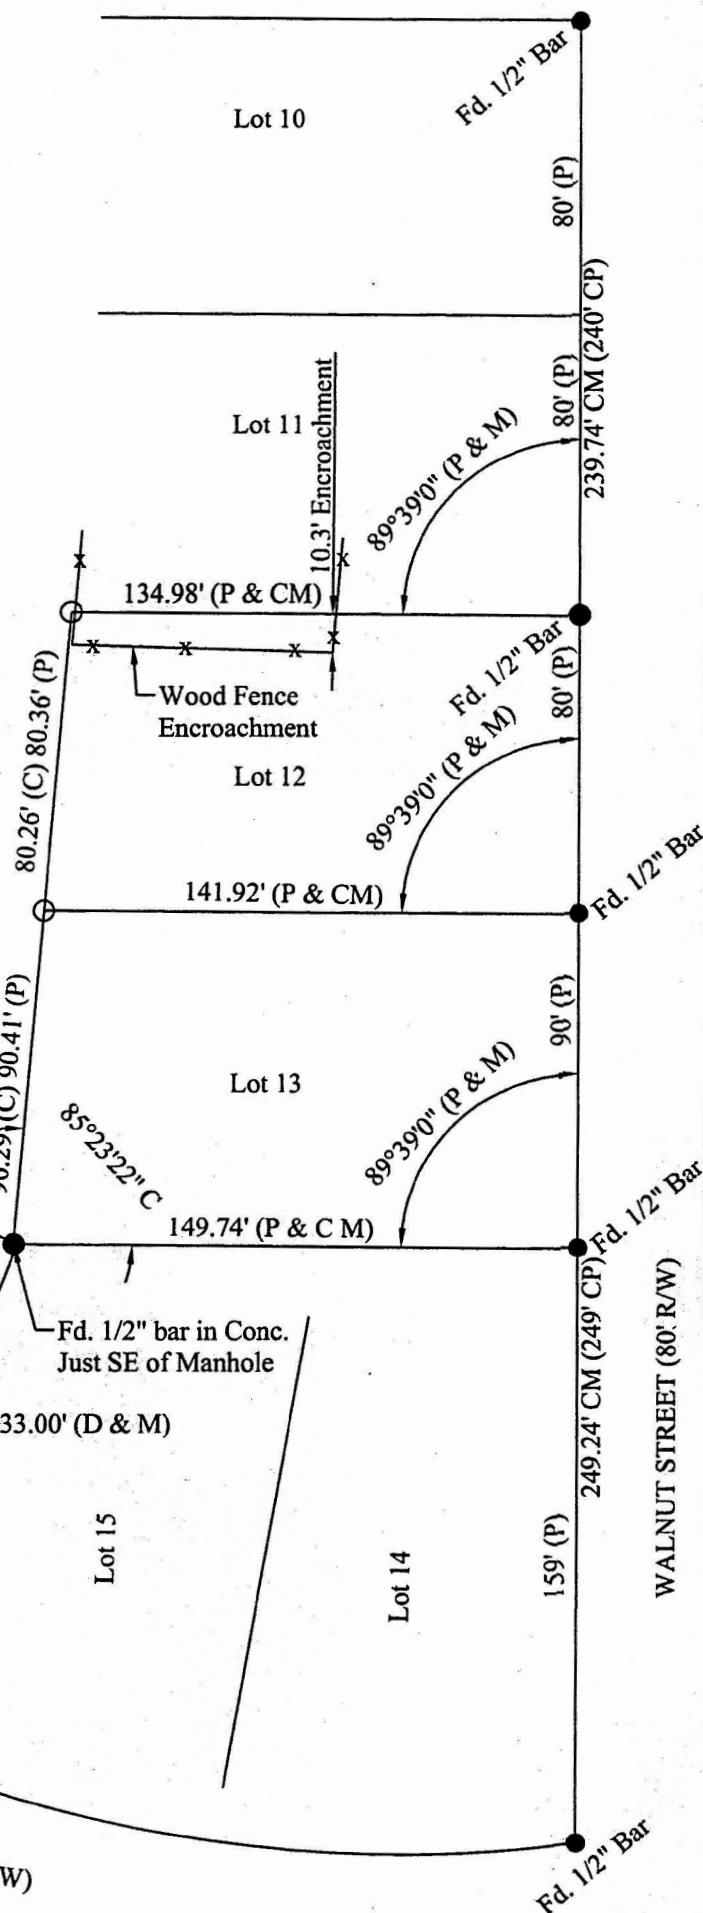 Fd. 1/2" Bar
Lot 10
80' (P)
239.74' CM (240' CP)
80' (P)
Lot 11
10.3' Encroachment
89°39'0" (P & M)
134.98' (P & CM)
Fd. 1/2" Bar
80' (P)
Wood Fence
Encroachment
80.26' (C) 80.36' (P)
Lot 12
89°39'0" (P & M)
141.92' (P & CM)
Fd. 1/2" Bar
90' (P)
(C) 90.41' (P)
Lot 13
89°39'0" (P & M)
85°23'22" C
149.74' (P & C M)
Fd. 1/2" Bar
Fd. 1/2" bar in Conc.
Just SE of Manhole
33.00' (D & M)
249.24' CM (249' CP)
WALNUT STREET (80' R/W)
159' (P)
Lot 15
Lot 14
Fd. 1/2" Bar
W)